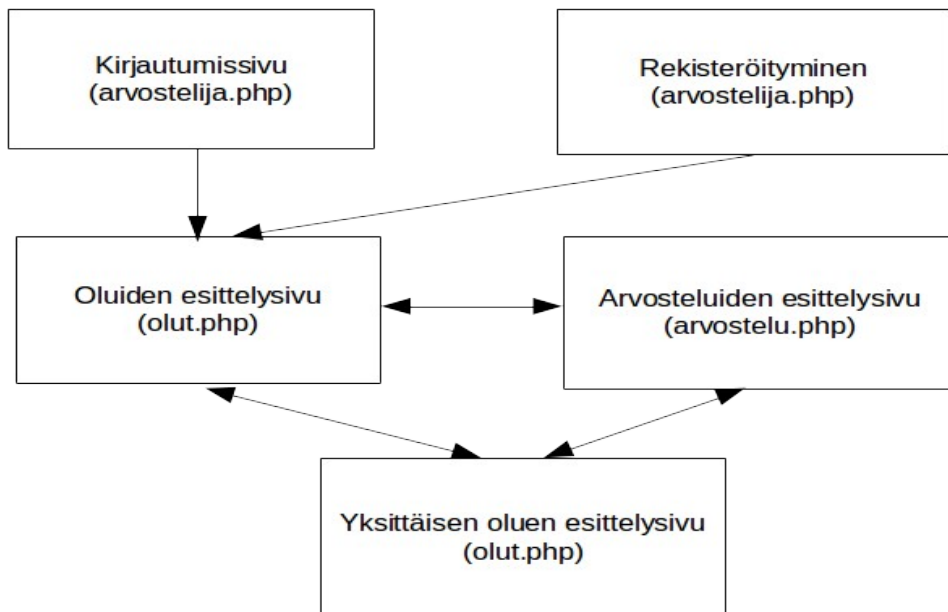 Kirjautumissivu
(arvostelija.php)
Rekisteröityminen
(arvostelija.php)
Oluiden esittelysivu
(olut.php)
Arvosteluiden esittelysivu
(arvostelu.php)
Yksittäisen oluen esittelysivu
(olut.php)